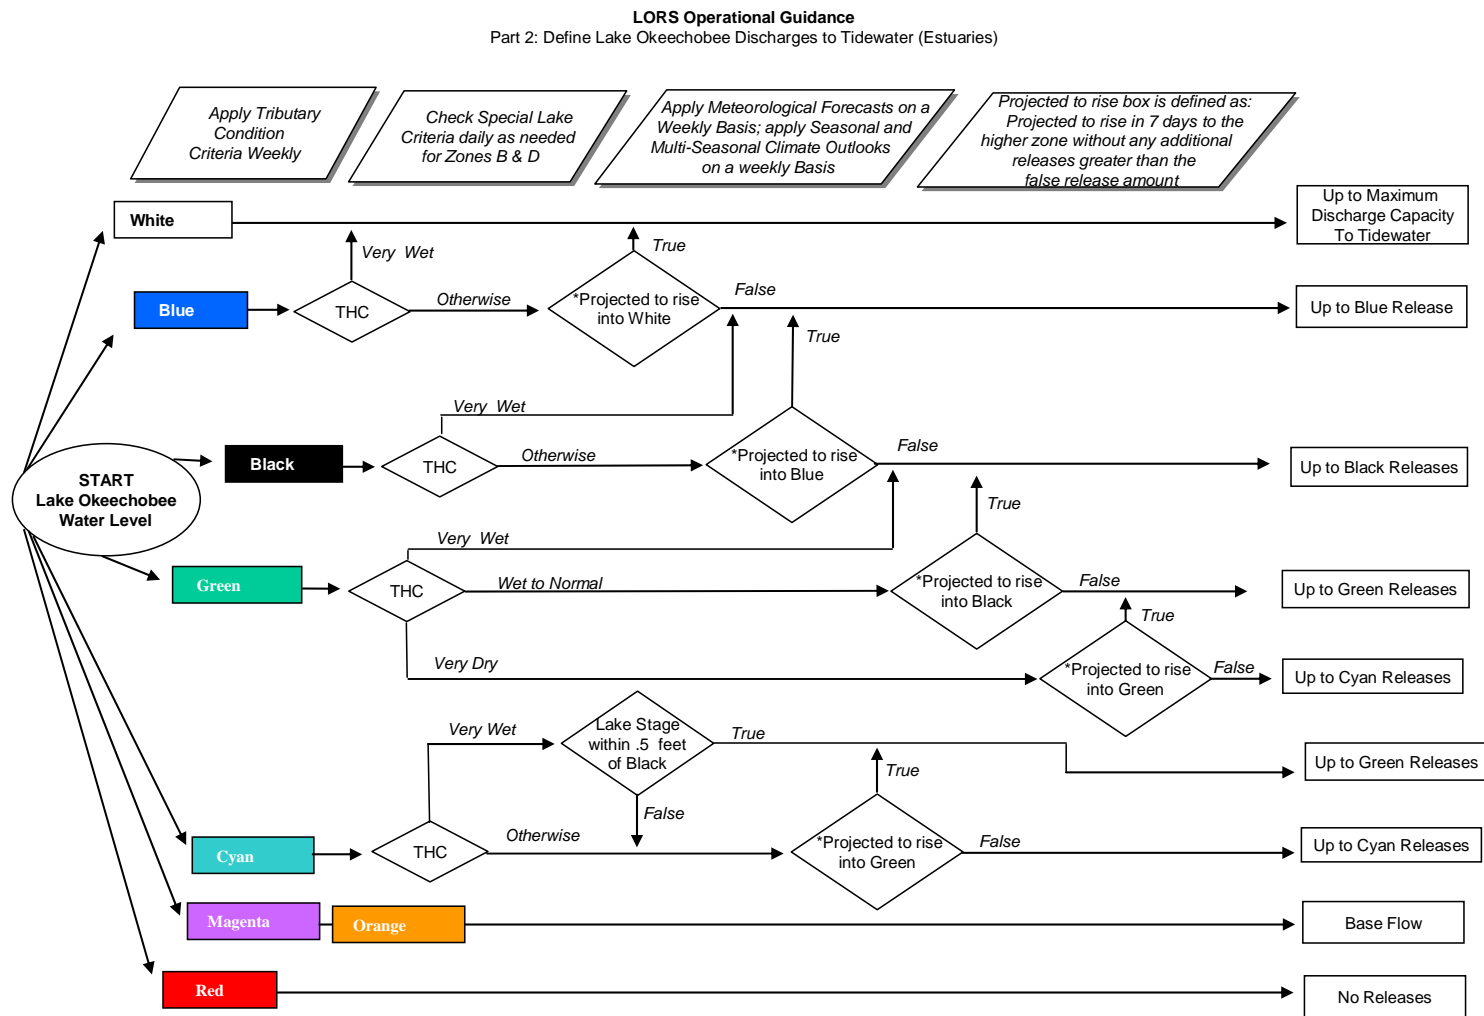 LORS Operational Guidance
Part 2: Define Lake Okeechobee Discharges to Tidewater (Estuaries)
Apply Tributary
Condition
Criteria Weekly
Check Special Lake
Criteria daily as needed
for Zones B & D
Apply Meteorological Forecasts on a
Weekly Basis; apply Seasonal and
Multi-Seasonal Climate Outlooks
on a weekly Basis
Projected to rise box is defined as:
Projected to rise in 7 days to the
higher zone without any additional
releases greater than the
false release amount
White
Up to Maximum
Discharge Capacity
To Tidewater
Very Wet
True
Blue
THC
Otherwise
*Projected to rise
into White
False
Up to Blue Release
True
Very Wet
Black
THC
Otherwise
*Projected to rise
into Blue
False
Up to Black Releases
START
Lake Okeechobee
Water Level
True
Very Wet
Green
THC
Wet to Normal
*Projected to rise
into Black
False
Up to Green Releases
True
Very Dry
*Projected to rise
into Green
False
Up to Cyan Releases
Very Wet
Lake Stage
within .5 feet
of Black
True
Up to Green Releases
True
False
Cyan
THC
Otherwise
*Projected to rise
into Green
False
Up to Cyan Releases
Magenta
Orange
Base Flow
Red
No Releases